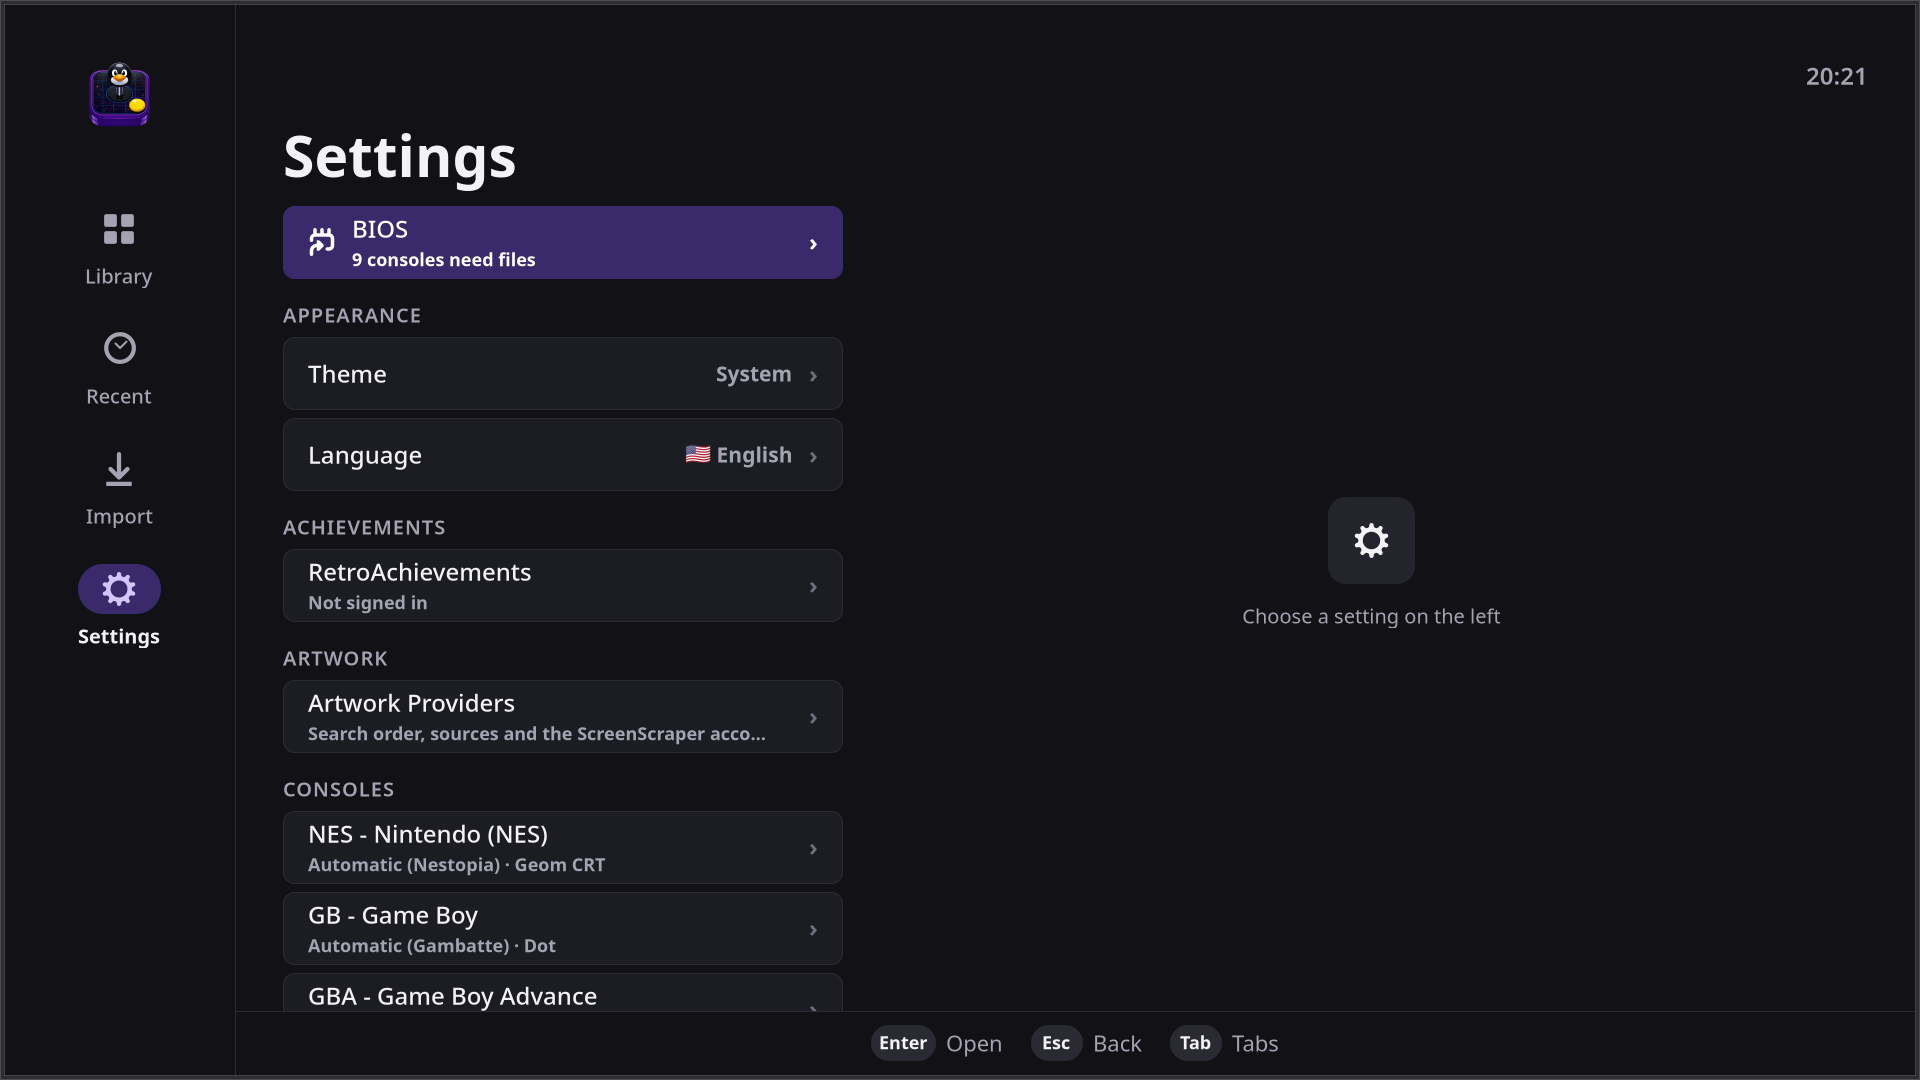 20:21
Library
Recent
Import
Settings
Settings
BIOS
9 consoles need files
APPEARANCE
Theme
System
Language
English
ACHIEVEMENTS
RetroAchievements
Not signed in
ARTWORK
Artwork Providers
Search order, sources and the ScreenScraper acco...
CONSOLES
NES - Nintendo (NES)
Automatic (Nestopia) · Geom CRT
GB - Game Boy
Automatic (Gambatte) · Dot
GBA - Game Boy Advance
Choose a setting on the left
Enter Open Esc Back Tab Tabs